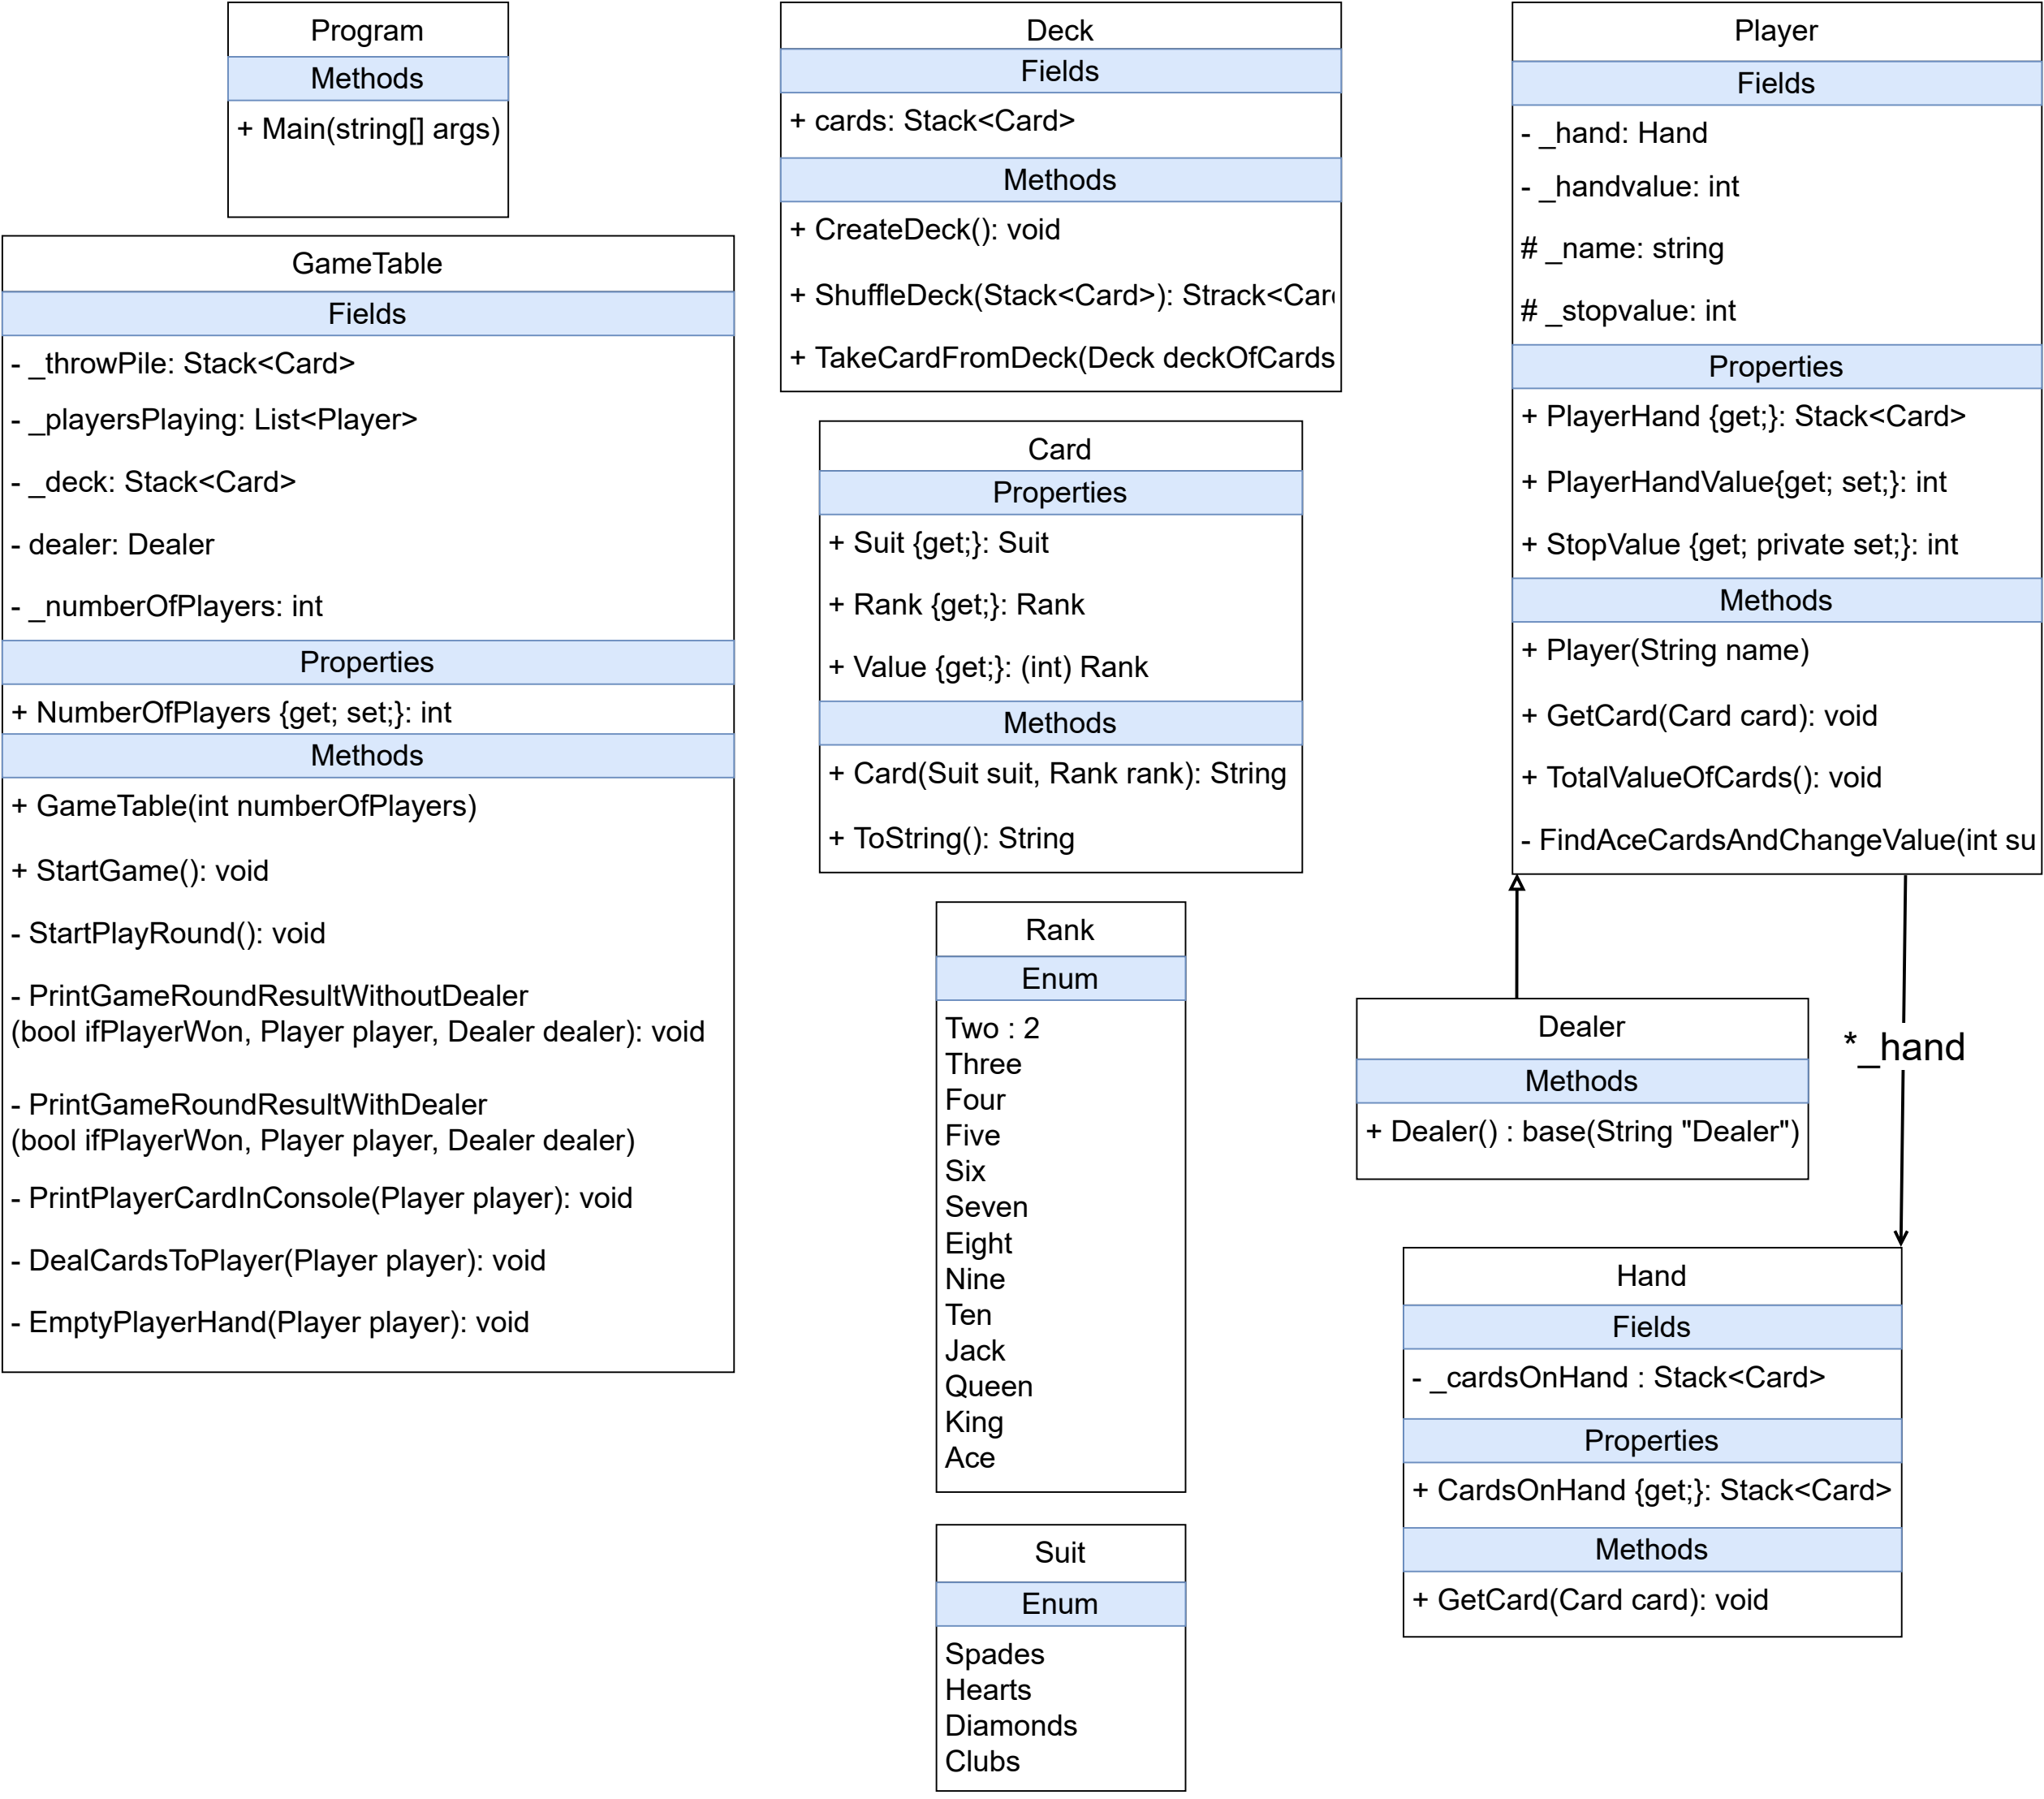 Program
Methods
+ Main(string[] args)
GameTable
Fields
- _throwPile: Stack<Card>
- _playersPlaying: List<Player>
- _deck: Stack<Card>
- dealer: Dealer
- _numberOfPlayers: int
Properties
+ NumberOfPlayers {get; set;}: int
Methods
+ GameTable(int numberOfPlayers)
+ StartGame(): void
- StartPlayRound(): void
- PrintGameRoundResultWithoutDealer
(bool ifPlayerWon, Player player, Dealer dealer): void
- PrintGameRoundResultWithDealer
(bool ifPlayerWon, Player player, Dealer dealer)
- PrintPlayerCardInConsole(Player player): void
- DealCardsToPlayer(Player player): void
- EmptyPlayerHand(Player player): void
Deck
Fields
+ cards: Stack<Card>
Methods
+ CreateDeck(): void
+ ShuffleDeck(Stack<Card>): Strack<Car
+ TakeCardFromDeck(Deck deckOfCards
Card
Properties
+ Suit {get;}: Suit
+ Rank {get;}: Rank
+ Value {get;}: (int) Rank
Methods
+ Card(Suit suit, Rank rank): String
+ ToString(): String
Rank
Enum
Two : 2
Three
Four
Five
Six
Seven
Eight
Nine
Ten
Jack
Queen
King
Ace
Suit
Enum
Spades
Hearts
Diamonds
Clubs
Player
Fields
- _hand: Hand
- _handvalue: int
# _name: string
# _stopvalue: int
Properties
+ PlayerHand {get;}: Stack<Card>
+ PlayerHandValue{get; set;}: int
+ StopValue {get; private set;}: int
Methods
+ Player(String name)
+ GetCard(Card card): void
+ TotalValueOfCards(): void
- FindAceCardsAndChangeValue(int su
Dealer
Methods
+ Dealer() : base(String "Dealer")
*_hand
Hand
Fields
- _cardsOnHand : Stack<Card>
Properties
+ CardsOnHand {get;}: Stack<Card>
Methods
+ GetCard(Card card): void